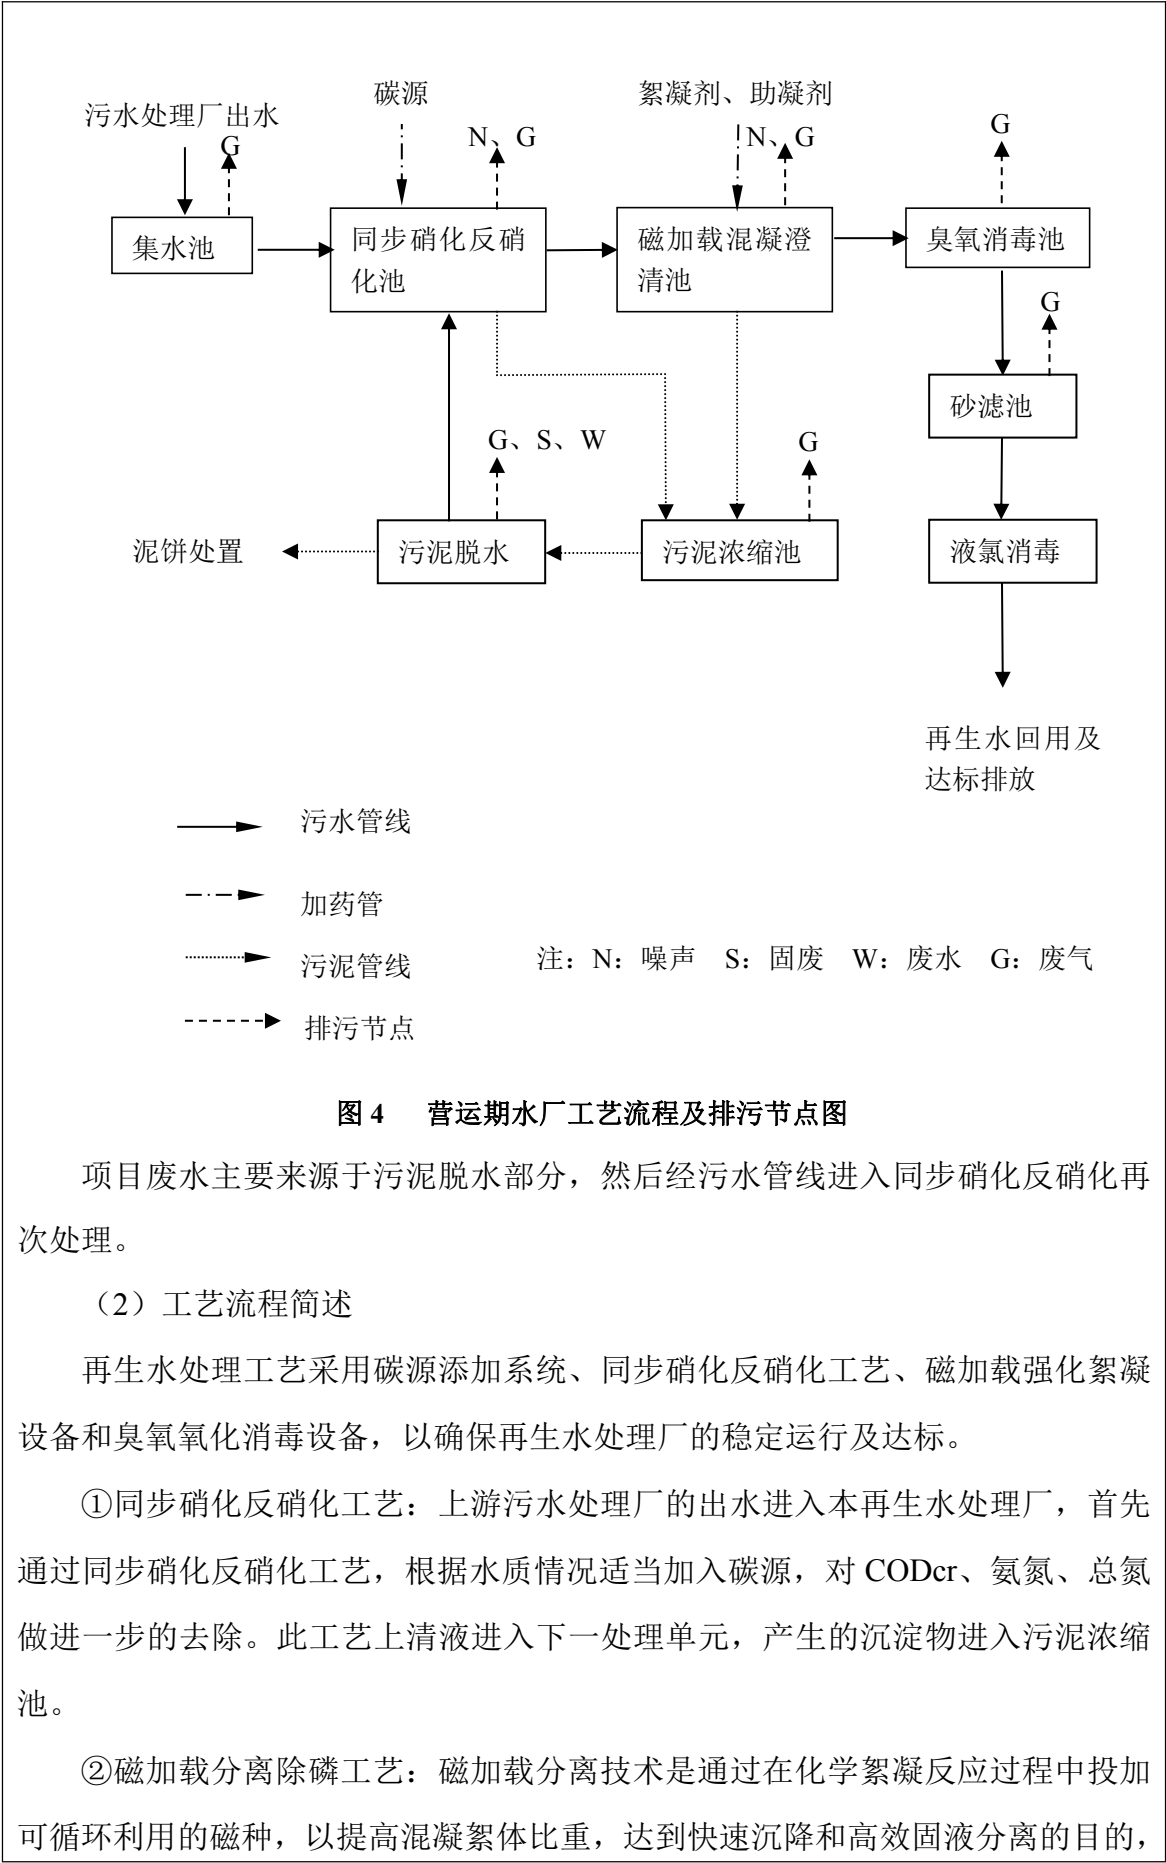 碳源
絮凝剂、助凝剂
污水处理厂出水
G
N、G
N、G
G
集水池
同步硝化反硝
化池
磁加载混凝澄
清池
臭氧消毒池
G
砂滤池
G、S、W
G
泥饼处置
污泥脱水
污泥浓缩池
液氯消毒
再生水回用及
达标排放
污水管线
加药管
污泥管线
注：N：噪声 S：固废 W：废水 G：废气
排污节点
图 4 营运期水厂工艺流程及排污节点图
项目废水主要来源于污泥脱水部分，然后经污水管线进入同步硝化反硝化再
次处理。
（2）工艺流程简述
再生水处理工艺采用碳源添加系统、同步硝化反硝化工艺、磁加载强化絮凝
设备和臭氧氧化消毒设备，以确保再生水处理厂的稳定运行及达标。
①同步硝化反硝化工艺：上游污水处理厂的出水进入本再生水处理厂，首先
通过同步硝化反硝化工艺，根据水质情况适当加入碳源，对 CODcr、氨氮、总氮
做进一步的去除。此工艺上清液进入下一处理单元，产生的沉淀物进入污泥浓缩
池。
②磁加载分离除磷工艺：磁加载分离技术是通过在化学絮凝反应过程中投加
可循环利用的磁种，以提高混凝絮体比重，达到快速沉降和高效固液分离的目的，